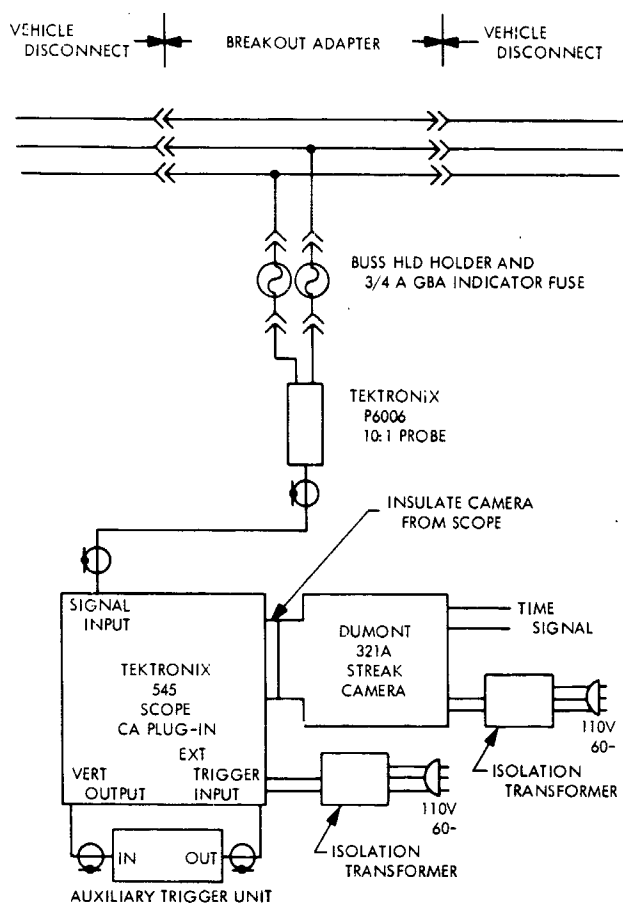 VEHICLE
DISCONNECT
BREAKOUT ADAPTER
VEHICLE
DISCONNECT
BUSS HLD HOLDER AND
3/4 A GBA INDICATOR FUSE
TEKTRONiX
P6006
10:1 PROBE
INSULATE CAMERA
FROM SCOPE
SIGNAL
INPUT
TEKTRONIX
545
SCOPE
CA PLUG-IN
EXT
VERT
OUTPUT
TRIGGER
INPUT
DUMONT
321A
STREAK
CAMERA
TIME
SIGNAL
110V
60-
ISOLATION
TRANSFORMER
110V
60-
ISOLATION
TRANSFORMER
IN
OUT
AUXILIARY TRIGGER UNIT